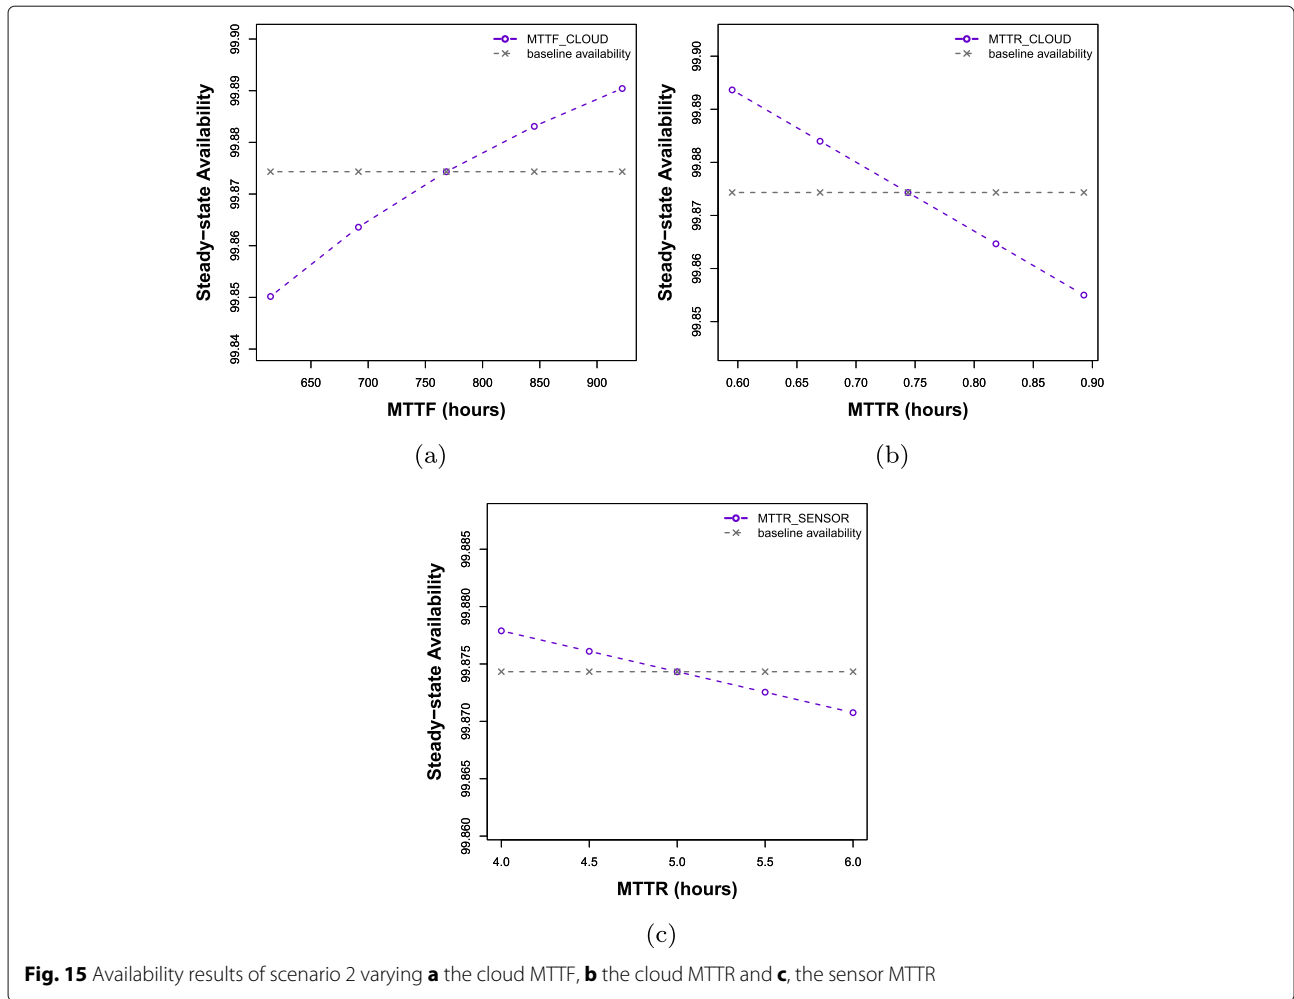 MTTF_CLOUD
baseline availability
Steady−state Availability
99.90
99.89
99.88
99.87
99.86
99.85
99.84
650 700 750 800 850 900
MTTF (hours)
(a)
MTTR_CLOUD
baseline availability
Steady−state Availability
99.90
99.89
99.88
99.87
99.86
99.85
0.60 0.65 0.70 0.75 0.80 0.85 0.90
MTTR (hours)
(b)
MTTR_SENSOR
baseline availability
Steady−state Availability
99.885
99.880
99.875
99.870
99.865
99.860
4.0 4.5 5.0 5.5 6.0
MTTR (hours)
(c)
Fig. 15 Availability results of scenario 2 varying a the cloud MTTF, b the cloud MTTR and c, the sensor MTTR